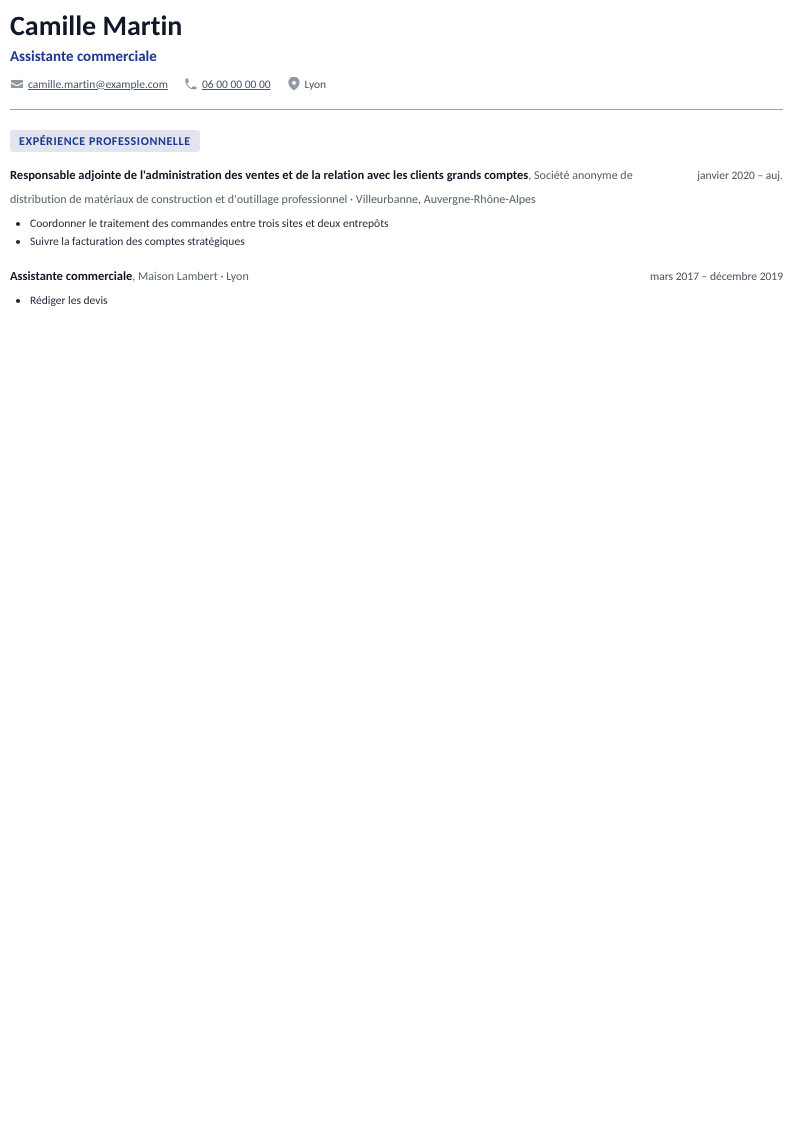 Camille Martin
Assistante commerciale
camille.martin@example.com 06 00 00 00 00 Lyon
EXPÉRIENCE PROFESSIONNELLE
Responsable adjointe de l'administration des ventes et de la relation avec les clients grands comptes, Société anonyme de janvier 2020 – auj.
distribution de matériaux de construction et d'outillage professionnel · Villeurbanne, Auvergne-Rhône-Alpes
• Coordonner le traitement des commandes entre trois sites et deux entrepôts
• Suivre la facturation des comptes stratégiques
Assistante commerciale, Maison Lambert · Lyon mars 2017 – décembre 2019
• Rédiger les devis